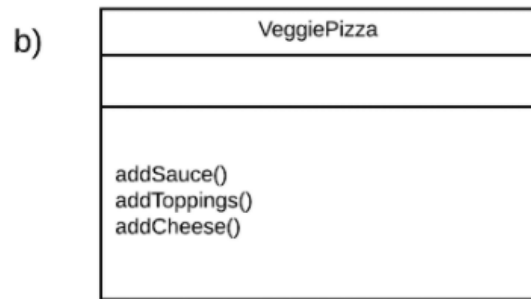 b)
VeggiePizza
addSauce()
addToppings()
addCheese()